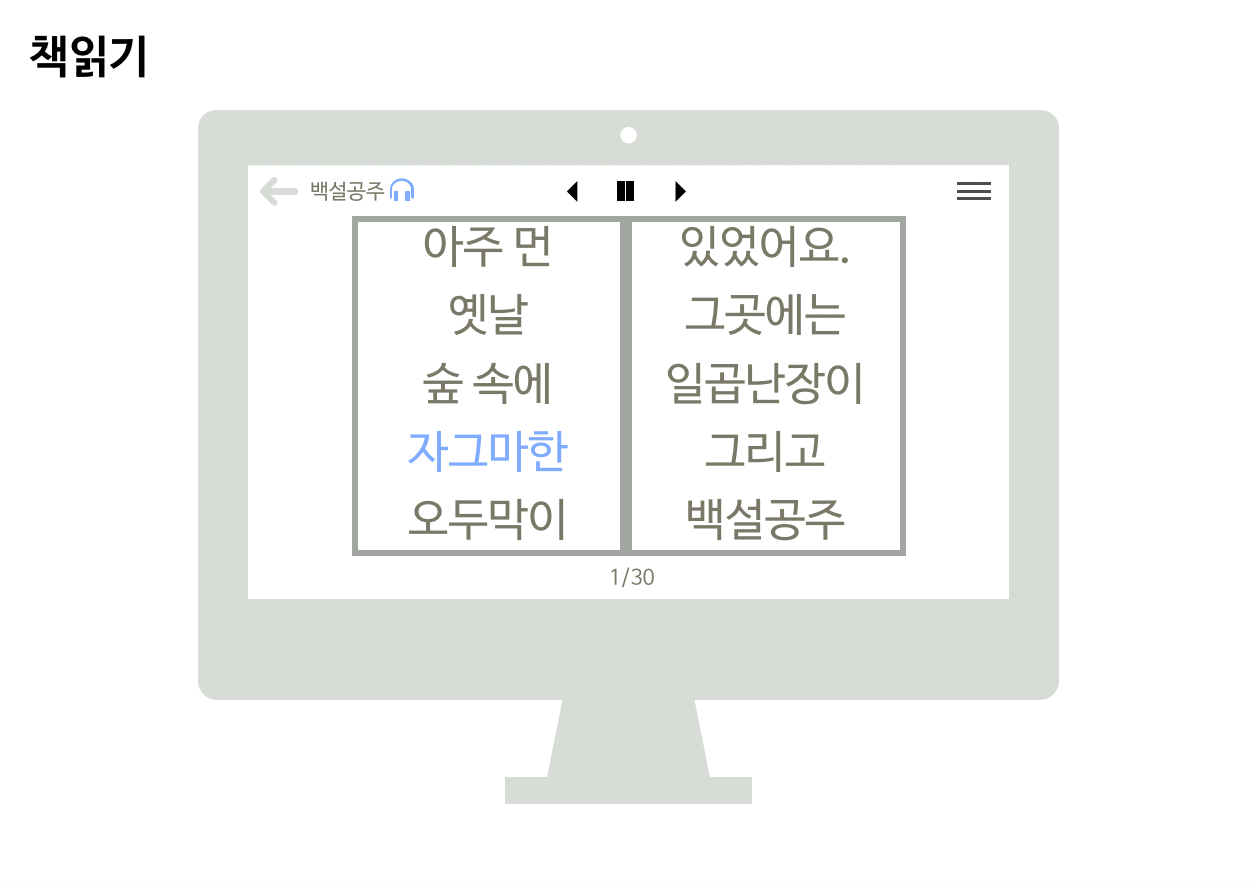 책읽기
백설공주
아주 먼
옛날
숲 속에
자그마한
오두막이
있었어요.
그곳에는
일곱난장이
그리고
백설공주
1/30